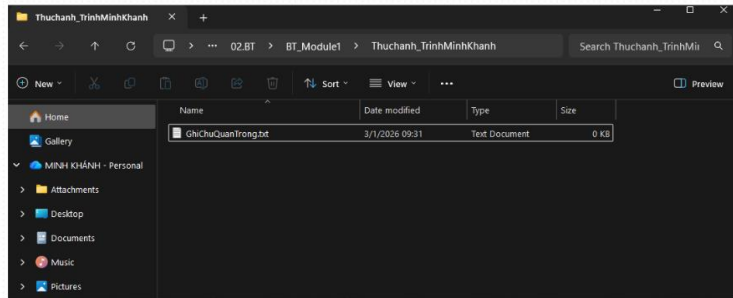 Thuchanh_TrinhMinhKhanh
02.BT > BT_Module1 > Thuchanh_TrinhMinhKhanh
Search Thuchanh_TrinhMii
New
Sort
View
Preview
Home
Name Date modified Type Size
GhiChuQuanTrong.txt 3/1/2026 09:31 Text Document 0 KB
Gallery
MINH KHÁNH - Personal
Attachments
Desktop
Documents
Music
Pictures